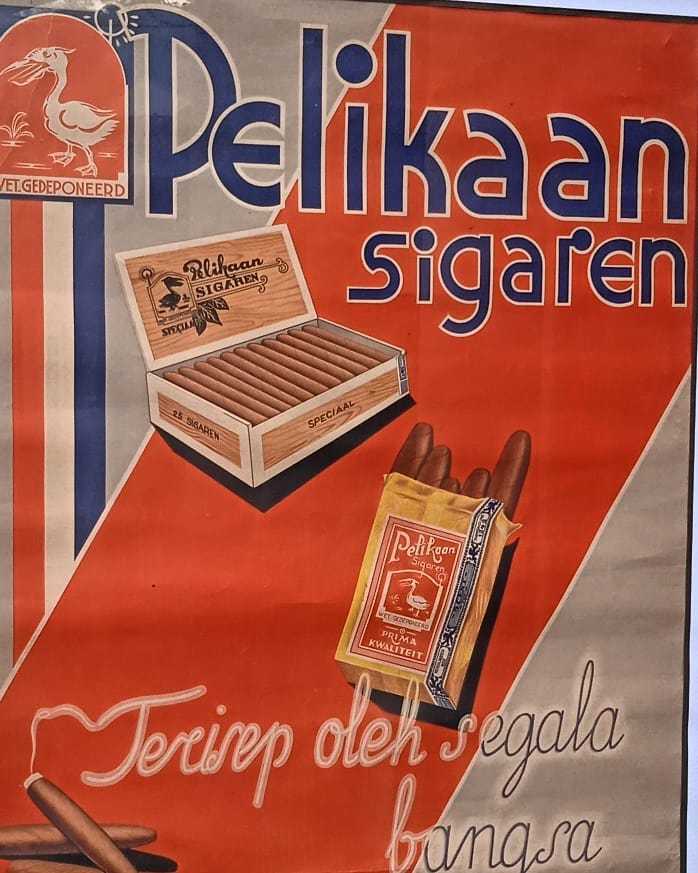 WET. GEDEPONEERD
Pelikaan
sigaren
Pelikaan
SIGAREN
SPECIAAL
25 SIGAREN
SPECIAAL
Pelikaan
Sigaren
WET. GEDEPONEERD
PRIMA
KWALITEIT
Terisep oleh segala
bangsa